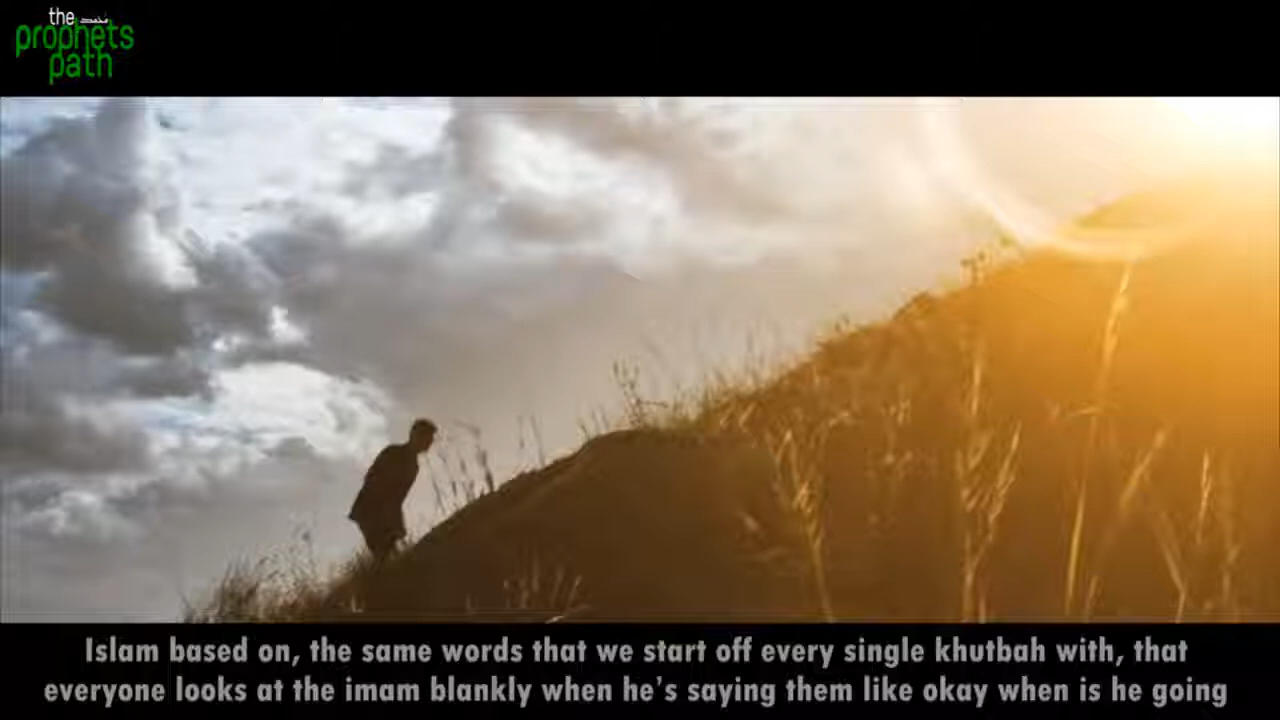 the محمد
prophets
path
Islam based on, the same words that we start off every single khutbah with, that
everyone looks at the imam blankly when he's saying them like okay when is he going